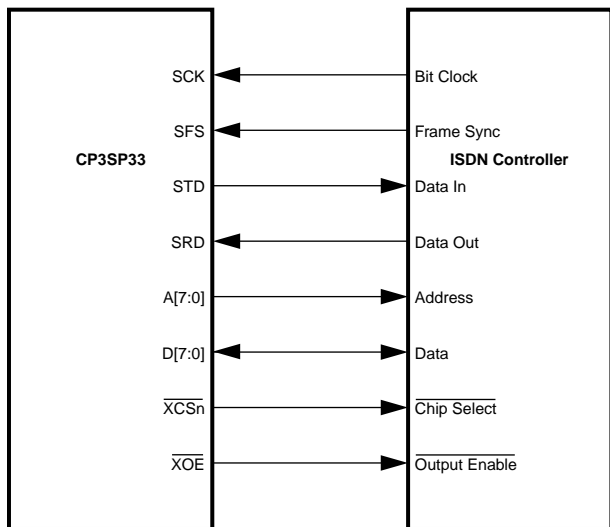 SCK Bit Clock
SFS Frame Sync
CP3SP33 ISDN Controller
STD Data In
SRD Data Out
A[7:0] Address
D[7:0] Data
XCSn Chip Select
XOE Output Enable